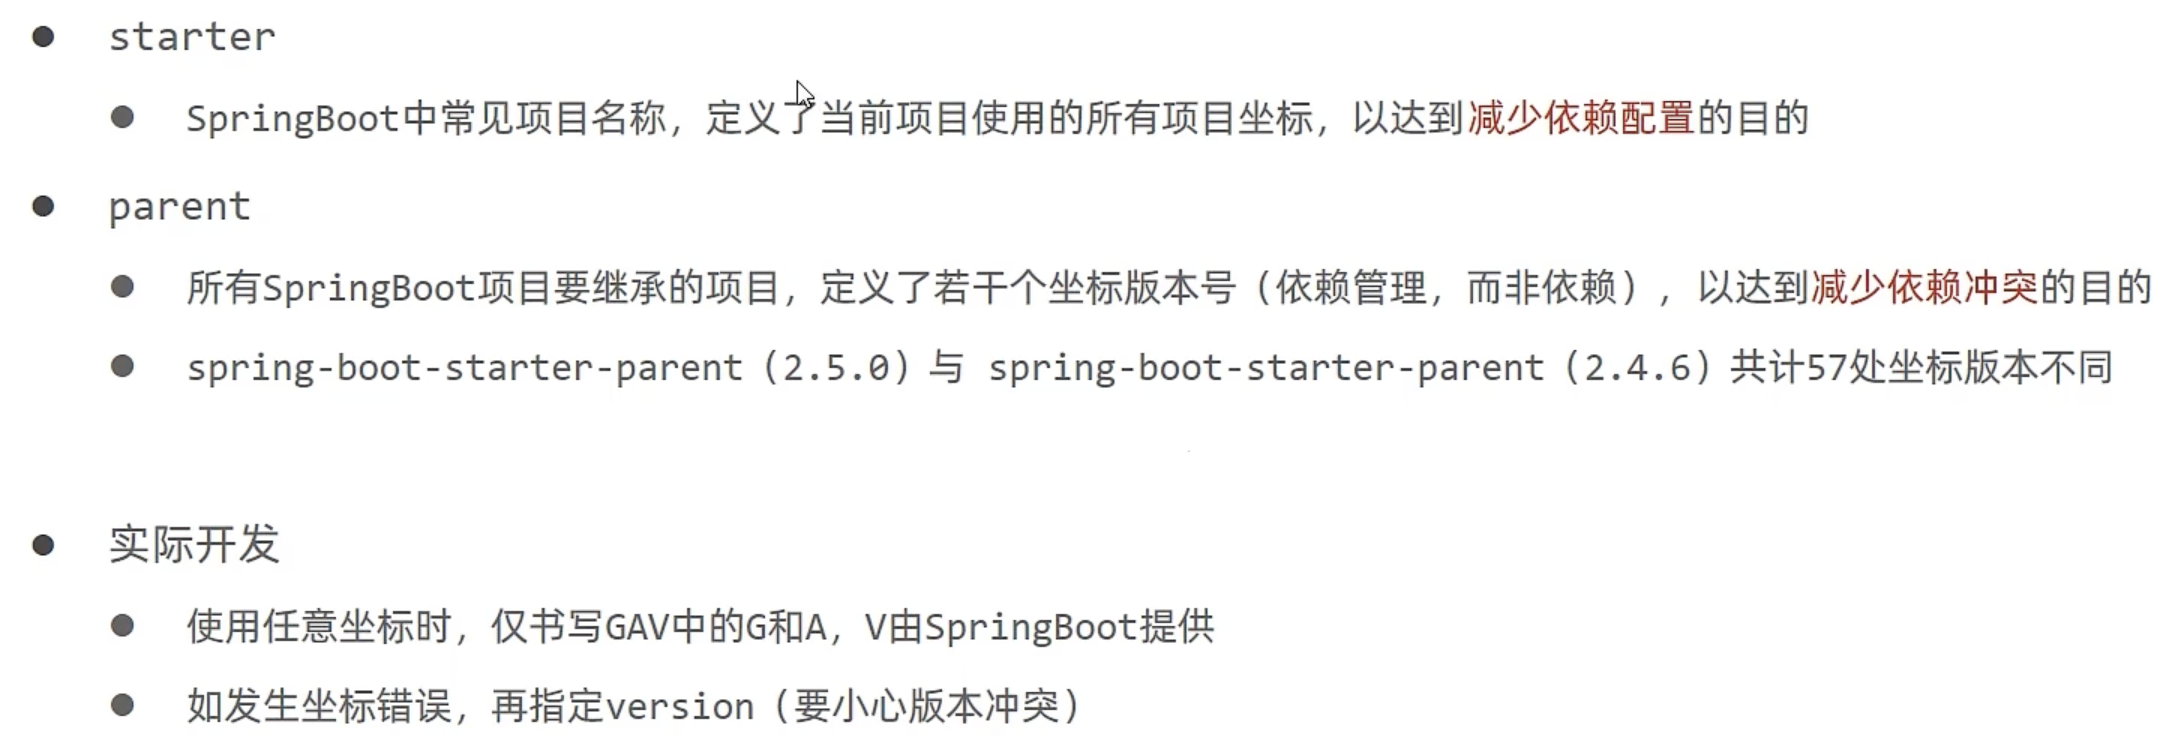 starter
SpringBoot中常见项目名称，定义了当前项目使用的所有项目坐标，以达到减少依赖配置的目的
parent
所有SpringBoot项目要继承的项目，定义了若干个坐标版本号（依赖管理，而非依赖），以达到减少依赖冲突的目的
spring-boot-starter-parent（2.5.0）与 spring-boot-starter-parent（2.4.6）共计57处坐标版本不同
实际开发
使用任意坐标时，仅书写GAV中的G和A，V由SpringBoot提供
如发生坐标错误，再指定version（要小心版本冲突）